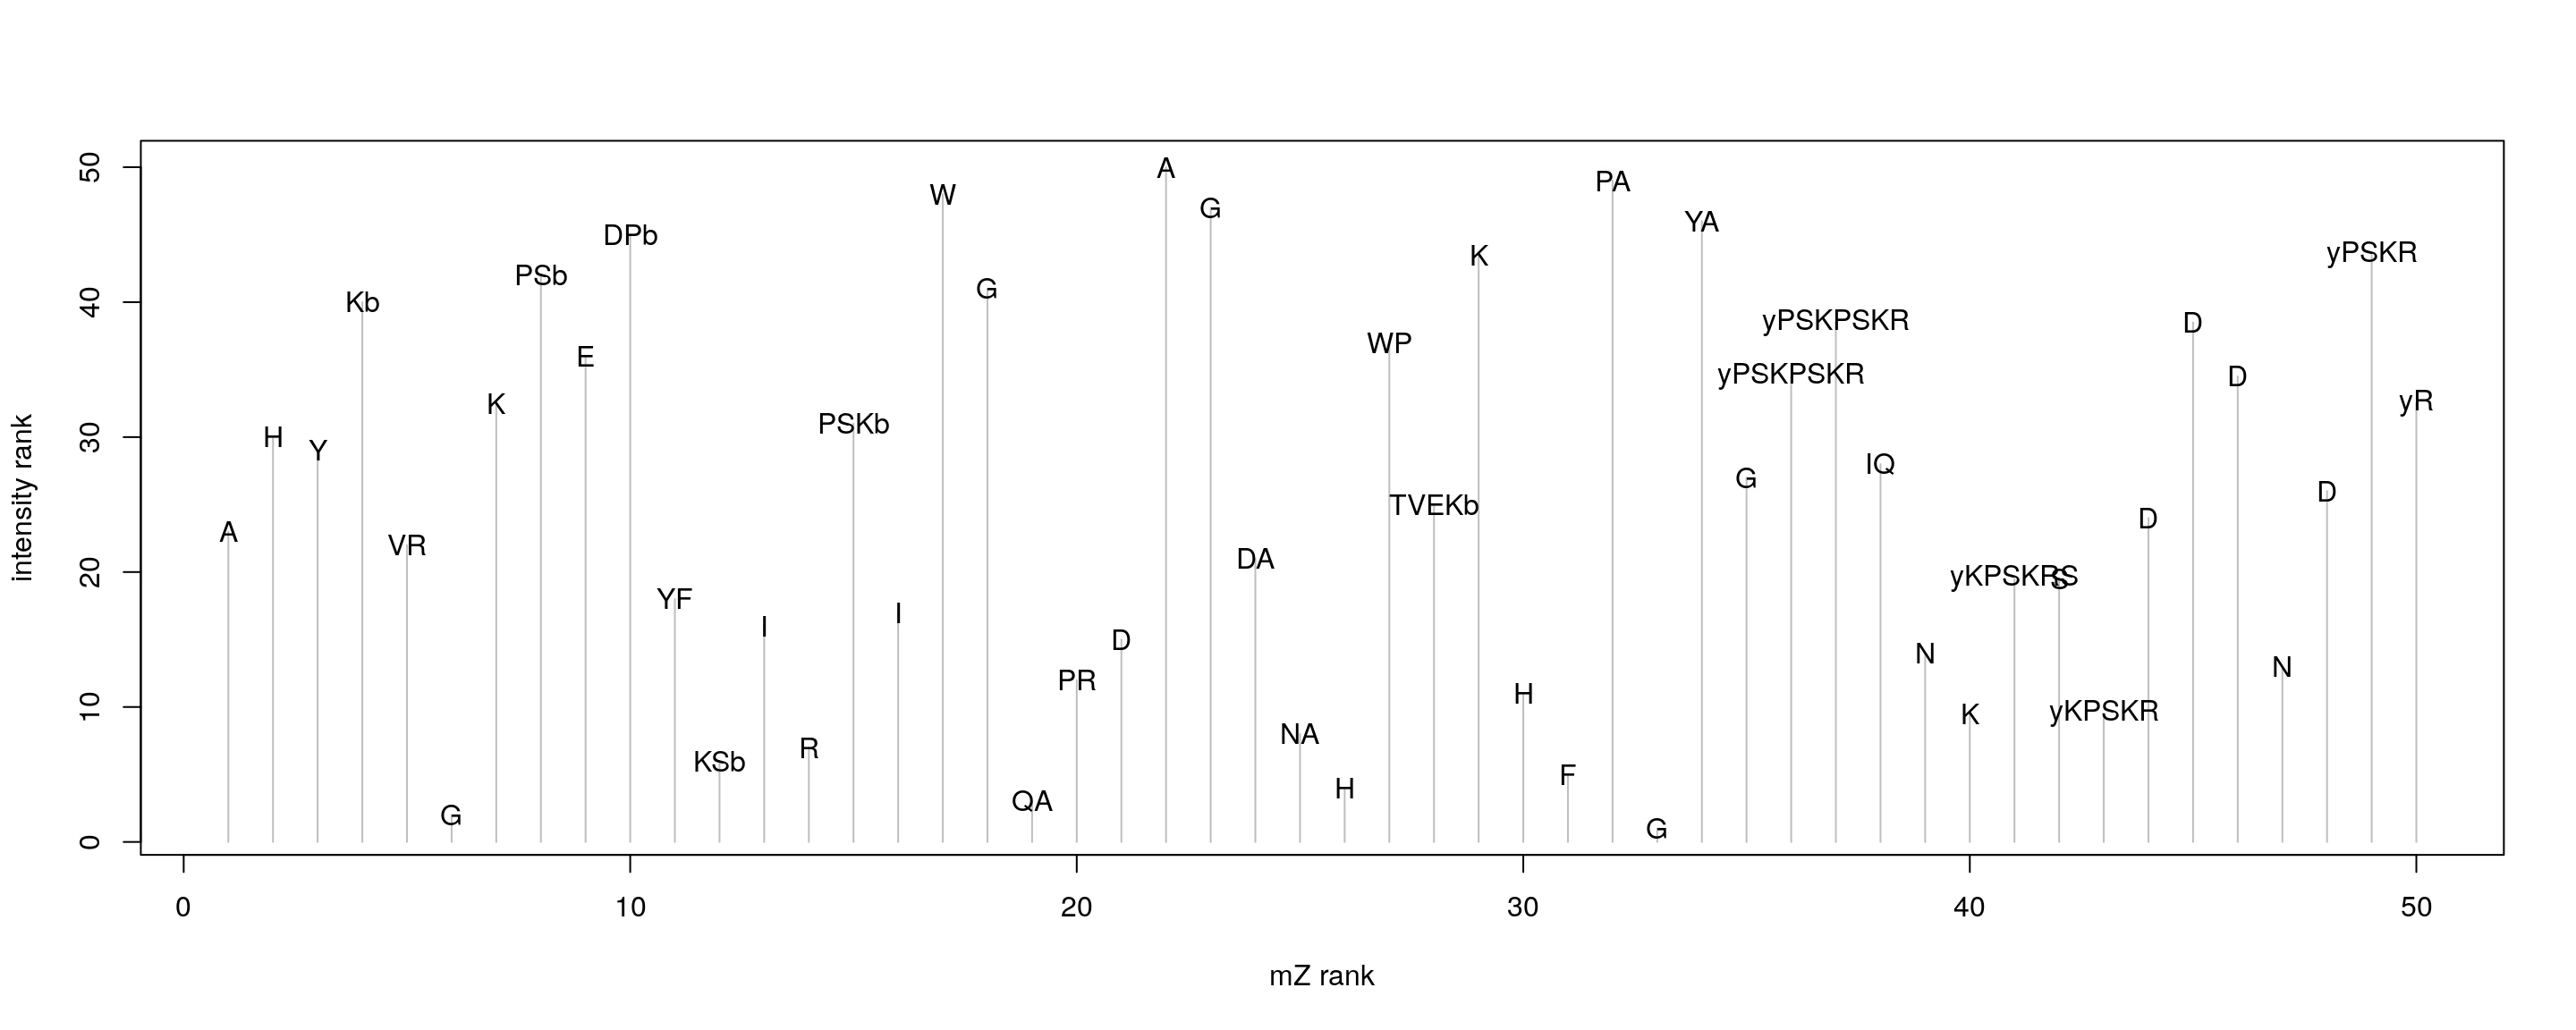 A
H
Y
Kb
VR
G
K
PSb
E
DPb
YF
KSb
I
R
PSKb
I
W
G
QA
PR
D
A
G
DA
NA
H
WP
TVEKb
K
H
F
PA
G
YA
G
yPSKPSKR
yPSKPSKR
IQ
N
K
yKPSKRS
S
yKPSKR
D
D
D
N
D
yPSKR
yR
0 10 20 30 40 50
intensity rank
0 10 20 30 40 50
mZ rank